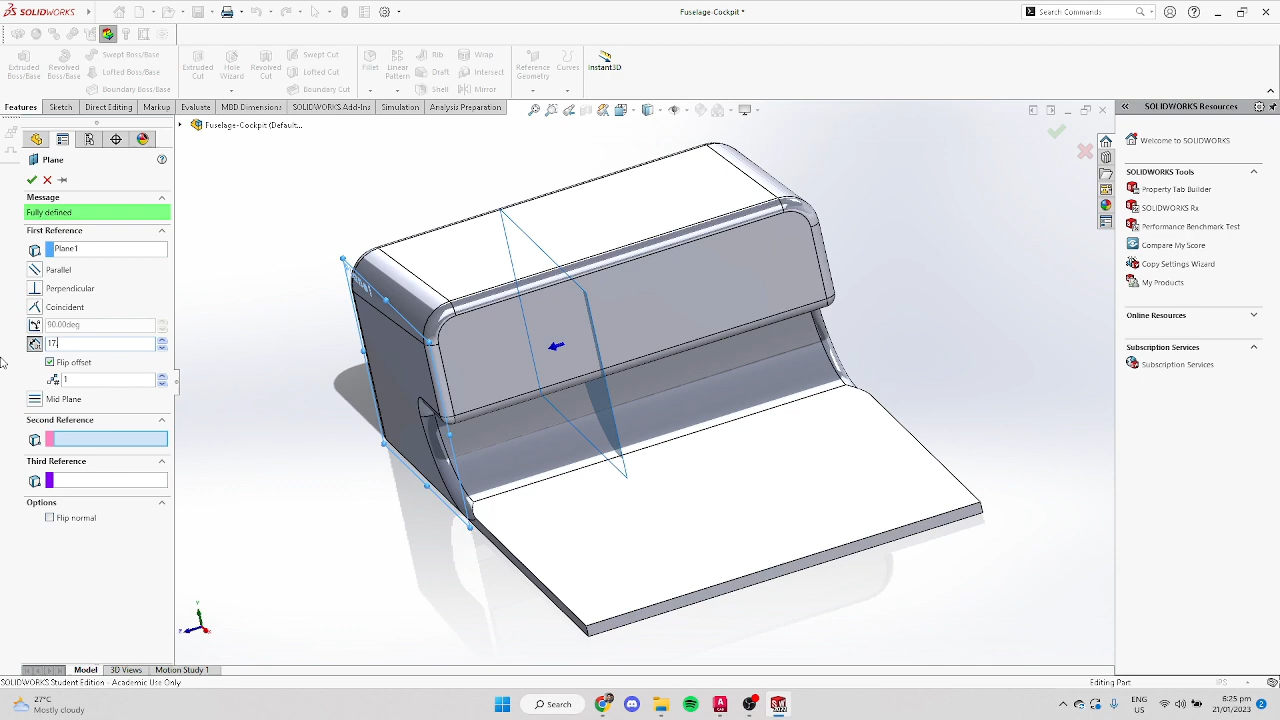 SOLIDWORKS
Fuselage-Cockpit *
Search Commands
Extruded Boss/Base
Revolved Boss/Base
Swept Boss/Base
Lofted Boss/Base
Boundary Boss/Base
Extruded Cut
Hole Wizard
Revolved Cut
Swept Cut
Lofted Cut
Boundary Cut
Fillet
Linear Pattern
Rib
Draft
Shell
Wrap
Intersect
Mirror
Reference Geometry
Curves
Instant3D
Features
Sketch
Direct Editing
Markup
Evaluate
MBD Dimensions
SOLIDWORKS Add-Ins
Simulation
Analysis Preparation
SOLIDWORKS Resources
Fuselage-Cockpit (Default...
Plane
Message
Fully defined
First Reference
Plane1
Parallel
Perpendicular
Coincident
90.00deg
17.
Flip offset
1
Mid Plane
Second Reference
Third Reference
Options
Flip normal
Welcome to SOLIDWORKS
SOLIDWORKS Tools
Property Tab Builder
SOLIDWORKS Rx
Performance Benchmark Test
Compare My Score
Copy Settings Wizard
My Products
Online Resources
Subscription Services
Subscription Services
Model
3D Views
Motion Study 1
SOLIDWORKS Student Edition - Academic Use Only
Editing Part
IPS
27°C
Mostly cloudy
Search
ENG
US
6:25 pm
21/01/2023